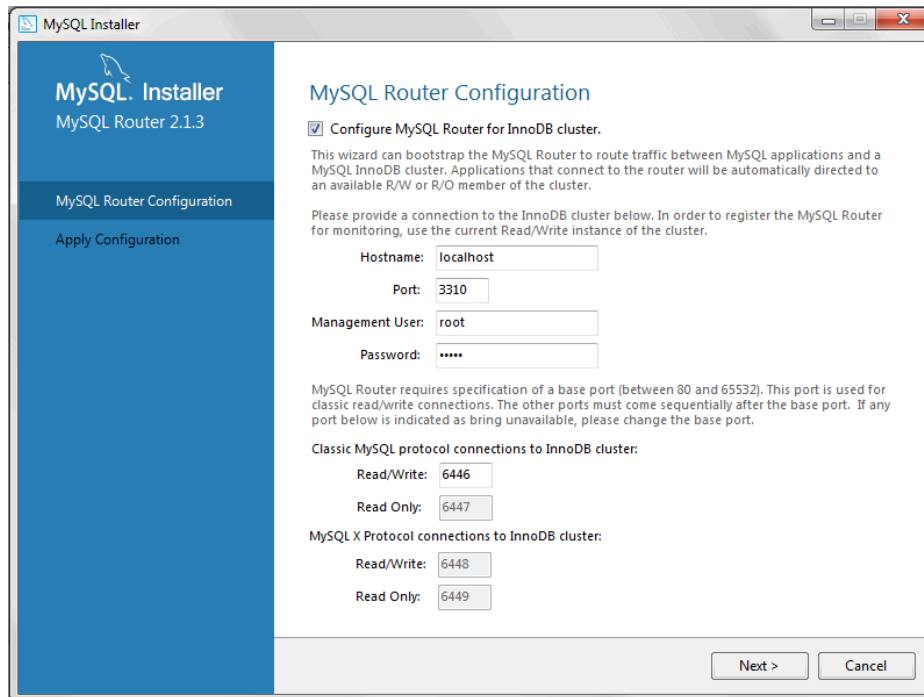 MySQL Installer
MySQL. Installer
MySQL Router 2.1.3
MySQL Router Configuration
Apply Configuration
MySQL Router Configuration
Configure MySQL Router for InnoDB cluster.
This wizard can bootstrap the MySQL Router to route traffic between MySQL applications and a
MySQL InnoDB cluster. Applications that connect to the router will be automatically directed to
an available R/W or R/O member of the cluster.
Please provide a connection to the InnoDB cluster below. In order to register the MySQL Router
for monitoring, use the current Read/Write instance of the cluster.
Hostname: localhost
Port: 3310
Management User: root
Password: •••••
MySQL Router requires specification of a base port (between 80 and 65532). This port is used for
classic read/write connections. The other ports must come sequentially after the base port. If any
port below is indicated as bring unavailable, please change the base port.
Classic MySQL protocol connections to InnoDB cluster:
Read/Write: 6446
Read Only: 6447
MySQL X Protocol connections to InnoDB cluster:
Read/Write: 6448
Read Only: 6449
Next > Cancel